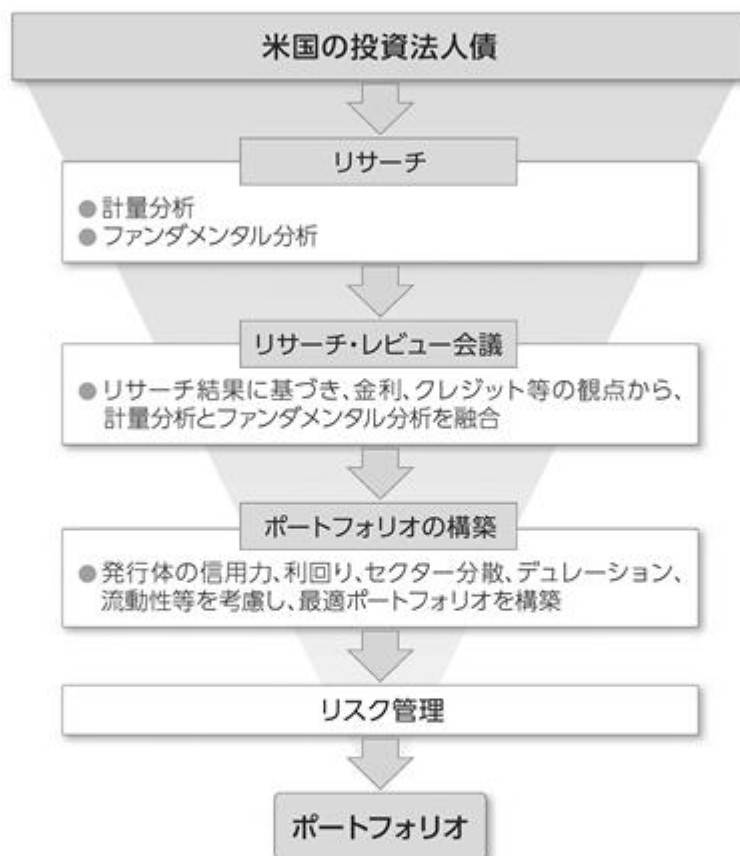 米国の投資法人債
リサーチ
●計量分析
●ファンダメンタル分析
リサーチ・レビュー会議
●リサーチ結果に基づき、金利、クレジット等の観点から、
計量分析とファンダメンタル分析を融合
ポートフォリオの構築
●発行体の信用力、利回り、セクター分散、デュレーション、
流動性等を考慮し、最適ポートフォリオを構築
リスク管理
ポートフォリオ